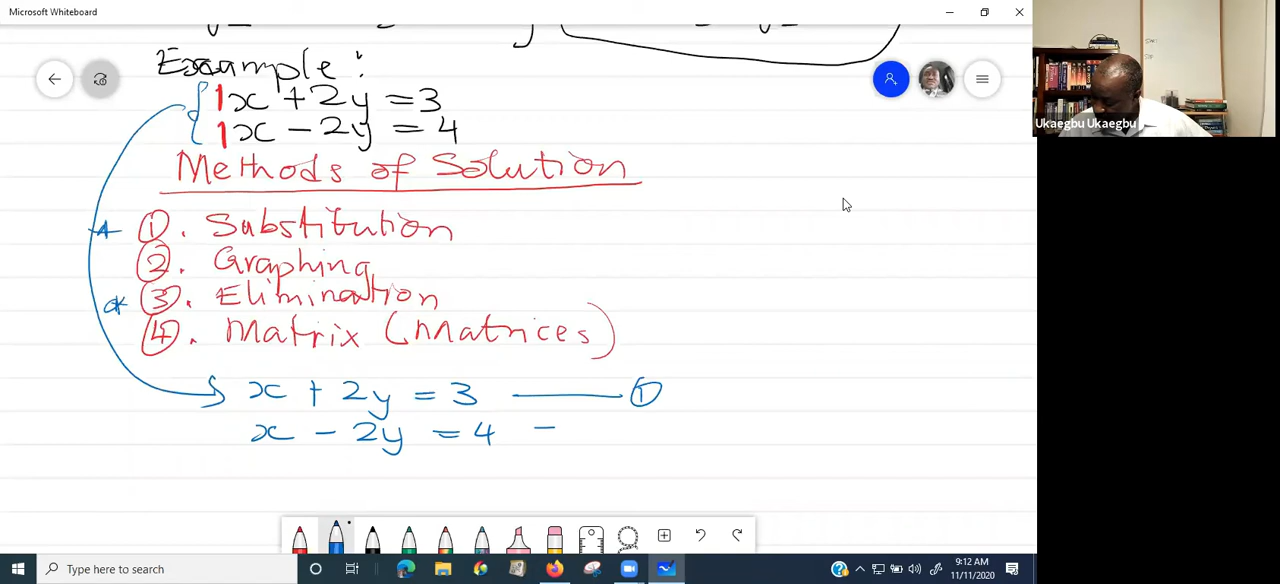 Microsoft Whiteboard
Example:
1x + 2y = 3
1x - 2y = 4
Methods of Solution
①. Substitution
②. Graphing
③. Elimination
④. Matrix (Matrices)
x + 2y = 3 ——— ①
x - 2y = 4 –
Ukaegbu Ukaegbu
Type here to search
9:12 AM
11/11/2020